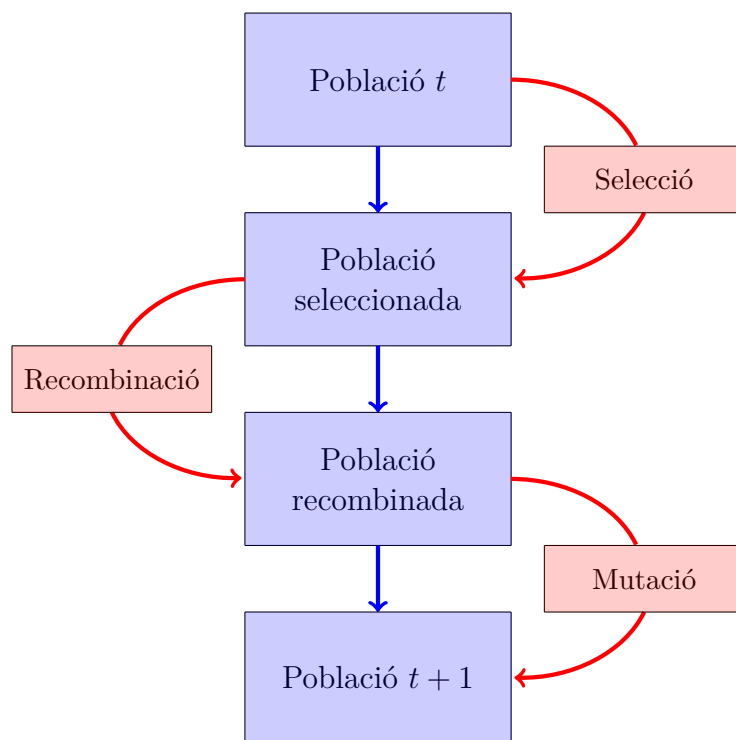 Població t
Selecció
Població
seleccionada
Recombinació
Població
recombinada
Mutació
Població t + 1